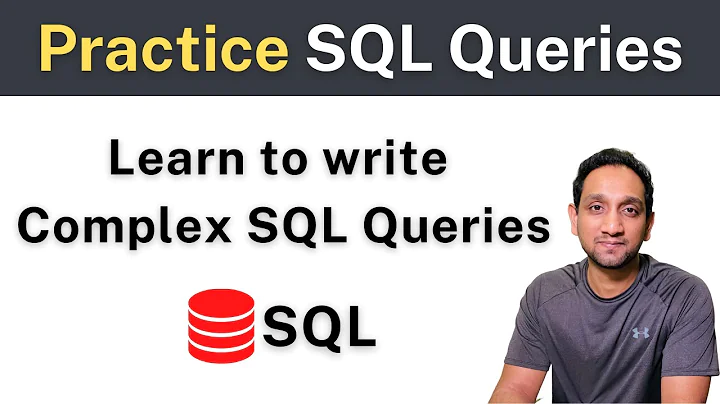 Practice SQL Queries
Learn to write
Complex SQL Queries
SQL